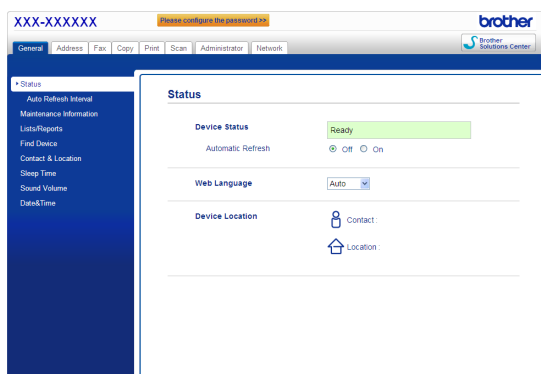 XXX-XXXXXX
Please configure the password >>
brother
General Address Fax Copy Print Scan Administrator Network
Brother
Solutions Center
Status
Auto Refresh Interval
Maintenance Information
Lists/Reports
Find Device
Contact & Location
Sleep Time
Sound Volume
Date&Time
Status
Device Status Ready
Automatic Refresh Off On
Web Language Auto
Device Location Contact :
Location :